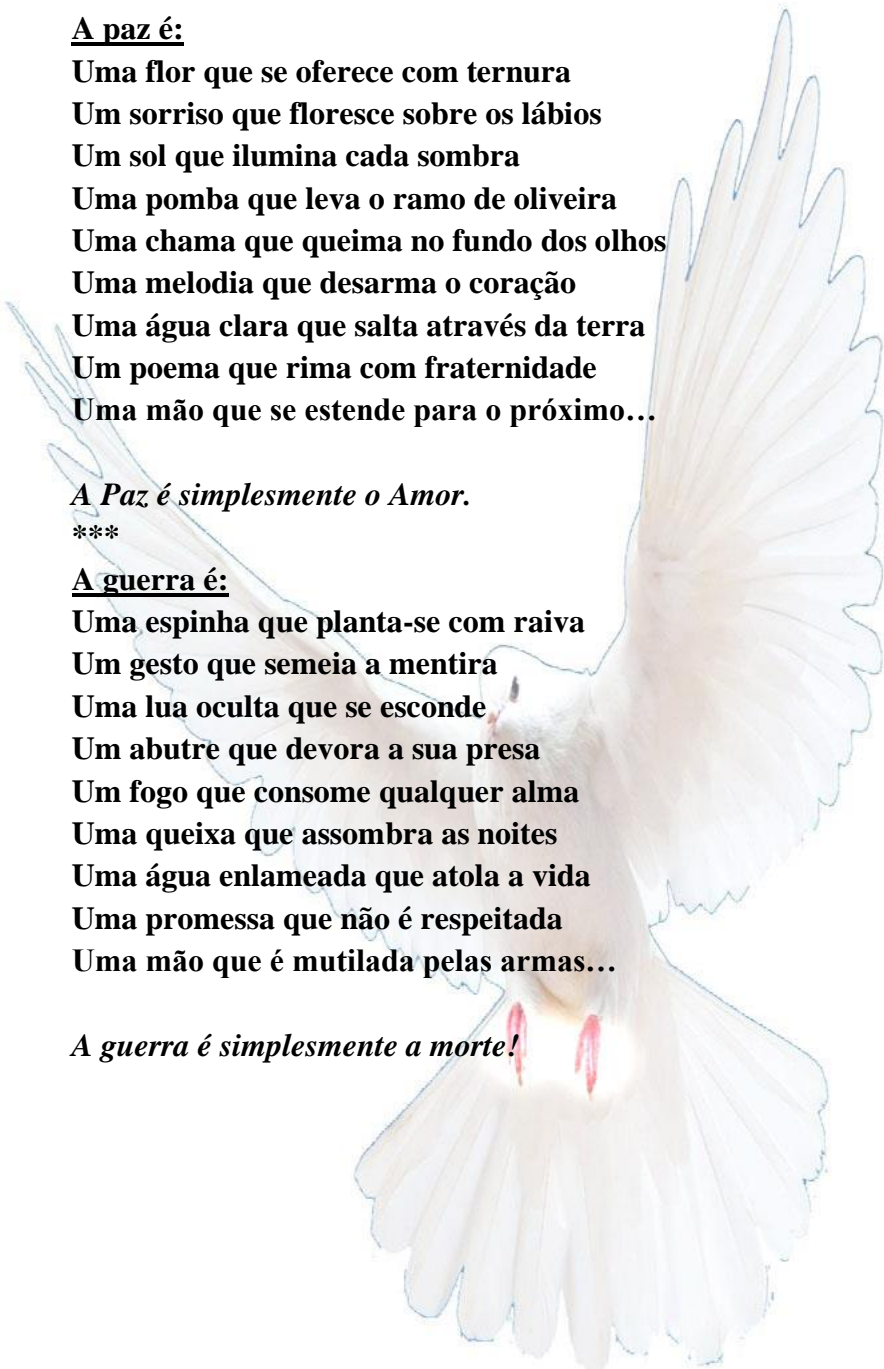 A paz é:
Uma flor que se oferece com ternura
Um sorriso que floresce sobre os lábios
Um sol que ilumina cada sombra
Uma pomba que leva o ramo de oliveira
Uma chama que queima no fundo dos olhos
Uma melodia que desarma o coração
Uma água clara que salta através da terra
Um poema que rima com fraternidade
Uma mão que se estende para o próximo…
A Paz é simplesmente o Amor.
***
A guerra é:
Uma espinha que planta-se com raiva
Um gesto que semeia a mentira
Uma lua oculta que se esconde
Um abutre que devora a sua presa
Um fogo que consome qualquer alma
Uma queixa que assombra as noites
Uma água enlameada que atola a vida
Uma promessa que não é respeitada
Uma mão que é mutilada pelas armas…
A guerra é simplesmente a morte!